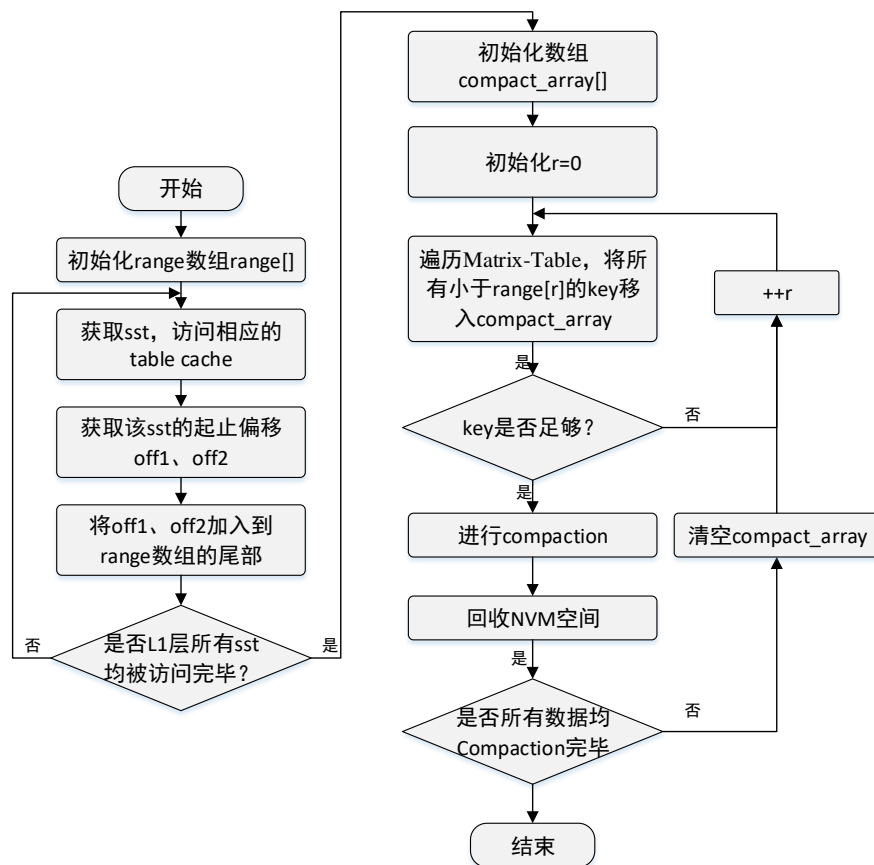 开始
初始化range数组range[]
获取sst，访问相应的
table cache
获取该sst的起止偏移
off1、off2
将off1、off2加入到
range数组的尾部
是否L1层所有sst
均被访问完毕？
否
是
初始化数组
compact_array[]
初始化r=0
遍历Matrix-Table，将所
有小于range[r]的key移
入compact_array
++r
是
key是否足够？
否
是
进行compaction
清空compact_array
回收NVM空间
是
是否所有数据均
Compaction完毕
否
结束